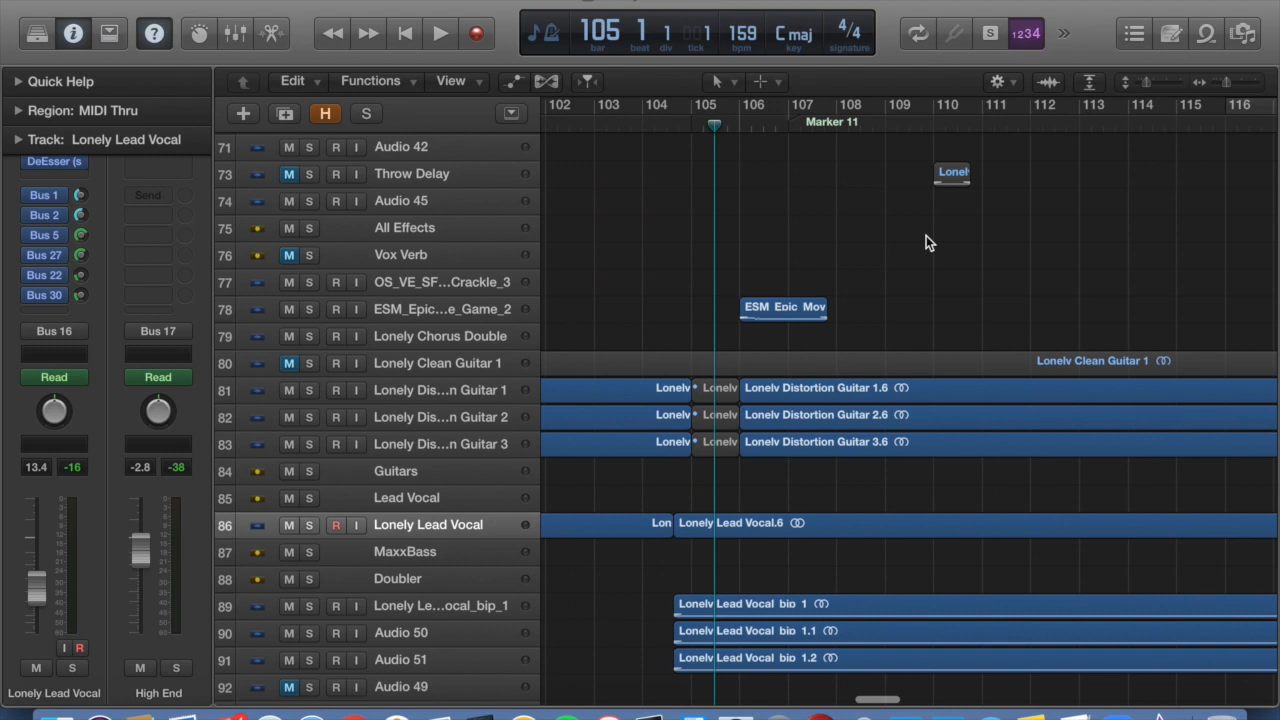 105 1 1 1 159 C maj 4/4
bar beat div tick bpm key signature
S 1234
Quick Help
Edit Functions View
Region: MIDI Thru
H S
102 103 104 105 106 107 108 109 110 111 112 113 114 115 116
Marker 11
Track: Lonely Lead Vocal
DeEsser (s
Bus 1 Send
Bus 2
Bus 5
Bus 27
Bus 22
Bus 30
Bus 16 Bus 17
Read Read
13.4 -16 -2.8 -38
I R
M S M S
Lonely Lead Vocal High End
71 M S R I Audio 42
73 M S R I Throw Delay
74 M S R I Audio 45
75 M S All Effects
76 M S Vox Verb
77 M S R I OS_VE_SF...Crackle_3
78 M S R I ESM_Epic...e_Game_2
ESM Epic Mov
79 M S R I Lonely Chorus Double
80 M S R I Lonely Clean Guitar 1
Lonely Clean Guitar 1
81 M S R I Lonely Dis...n Guitar 1
Lonely Lonely Lonely Distortion Guitar 1.6
82 M S R I Lonely Dis...n Guitar 2
Lonely Lonely Lonely Distortion Guitar 2.6
83 M S R I Lonely Dis...n Guitar 3
Lonely Lonely Lonely Distortion Guitar 3.6
84 M S Guitars
85 M S Lead Vocal
86 M S R I Lonely Lead Vocal
Lon Lonely Lead Vocal.6
87 M S MaxxBass
88 M S Doubler
89 M S R I Lonely Le...ocal_bip_1
Lonely Lead Vocal bip 1
90 M S R I Audio 50
Lonely Lead Vocal bip 1.1
91 M S R I Audio 51
Lonely Lead Vocal bip 1.2
92 M S R I Audio 49